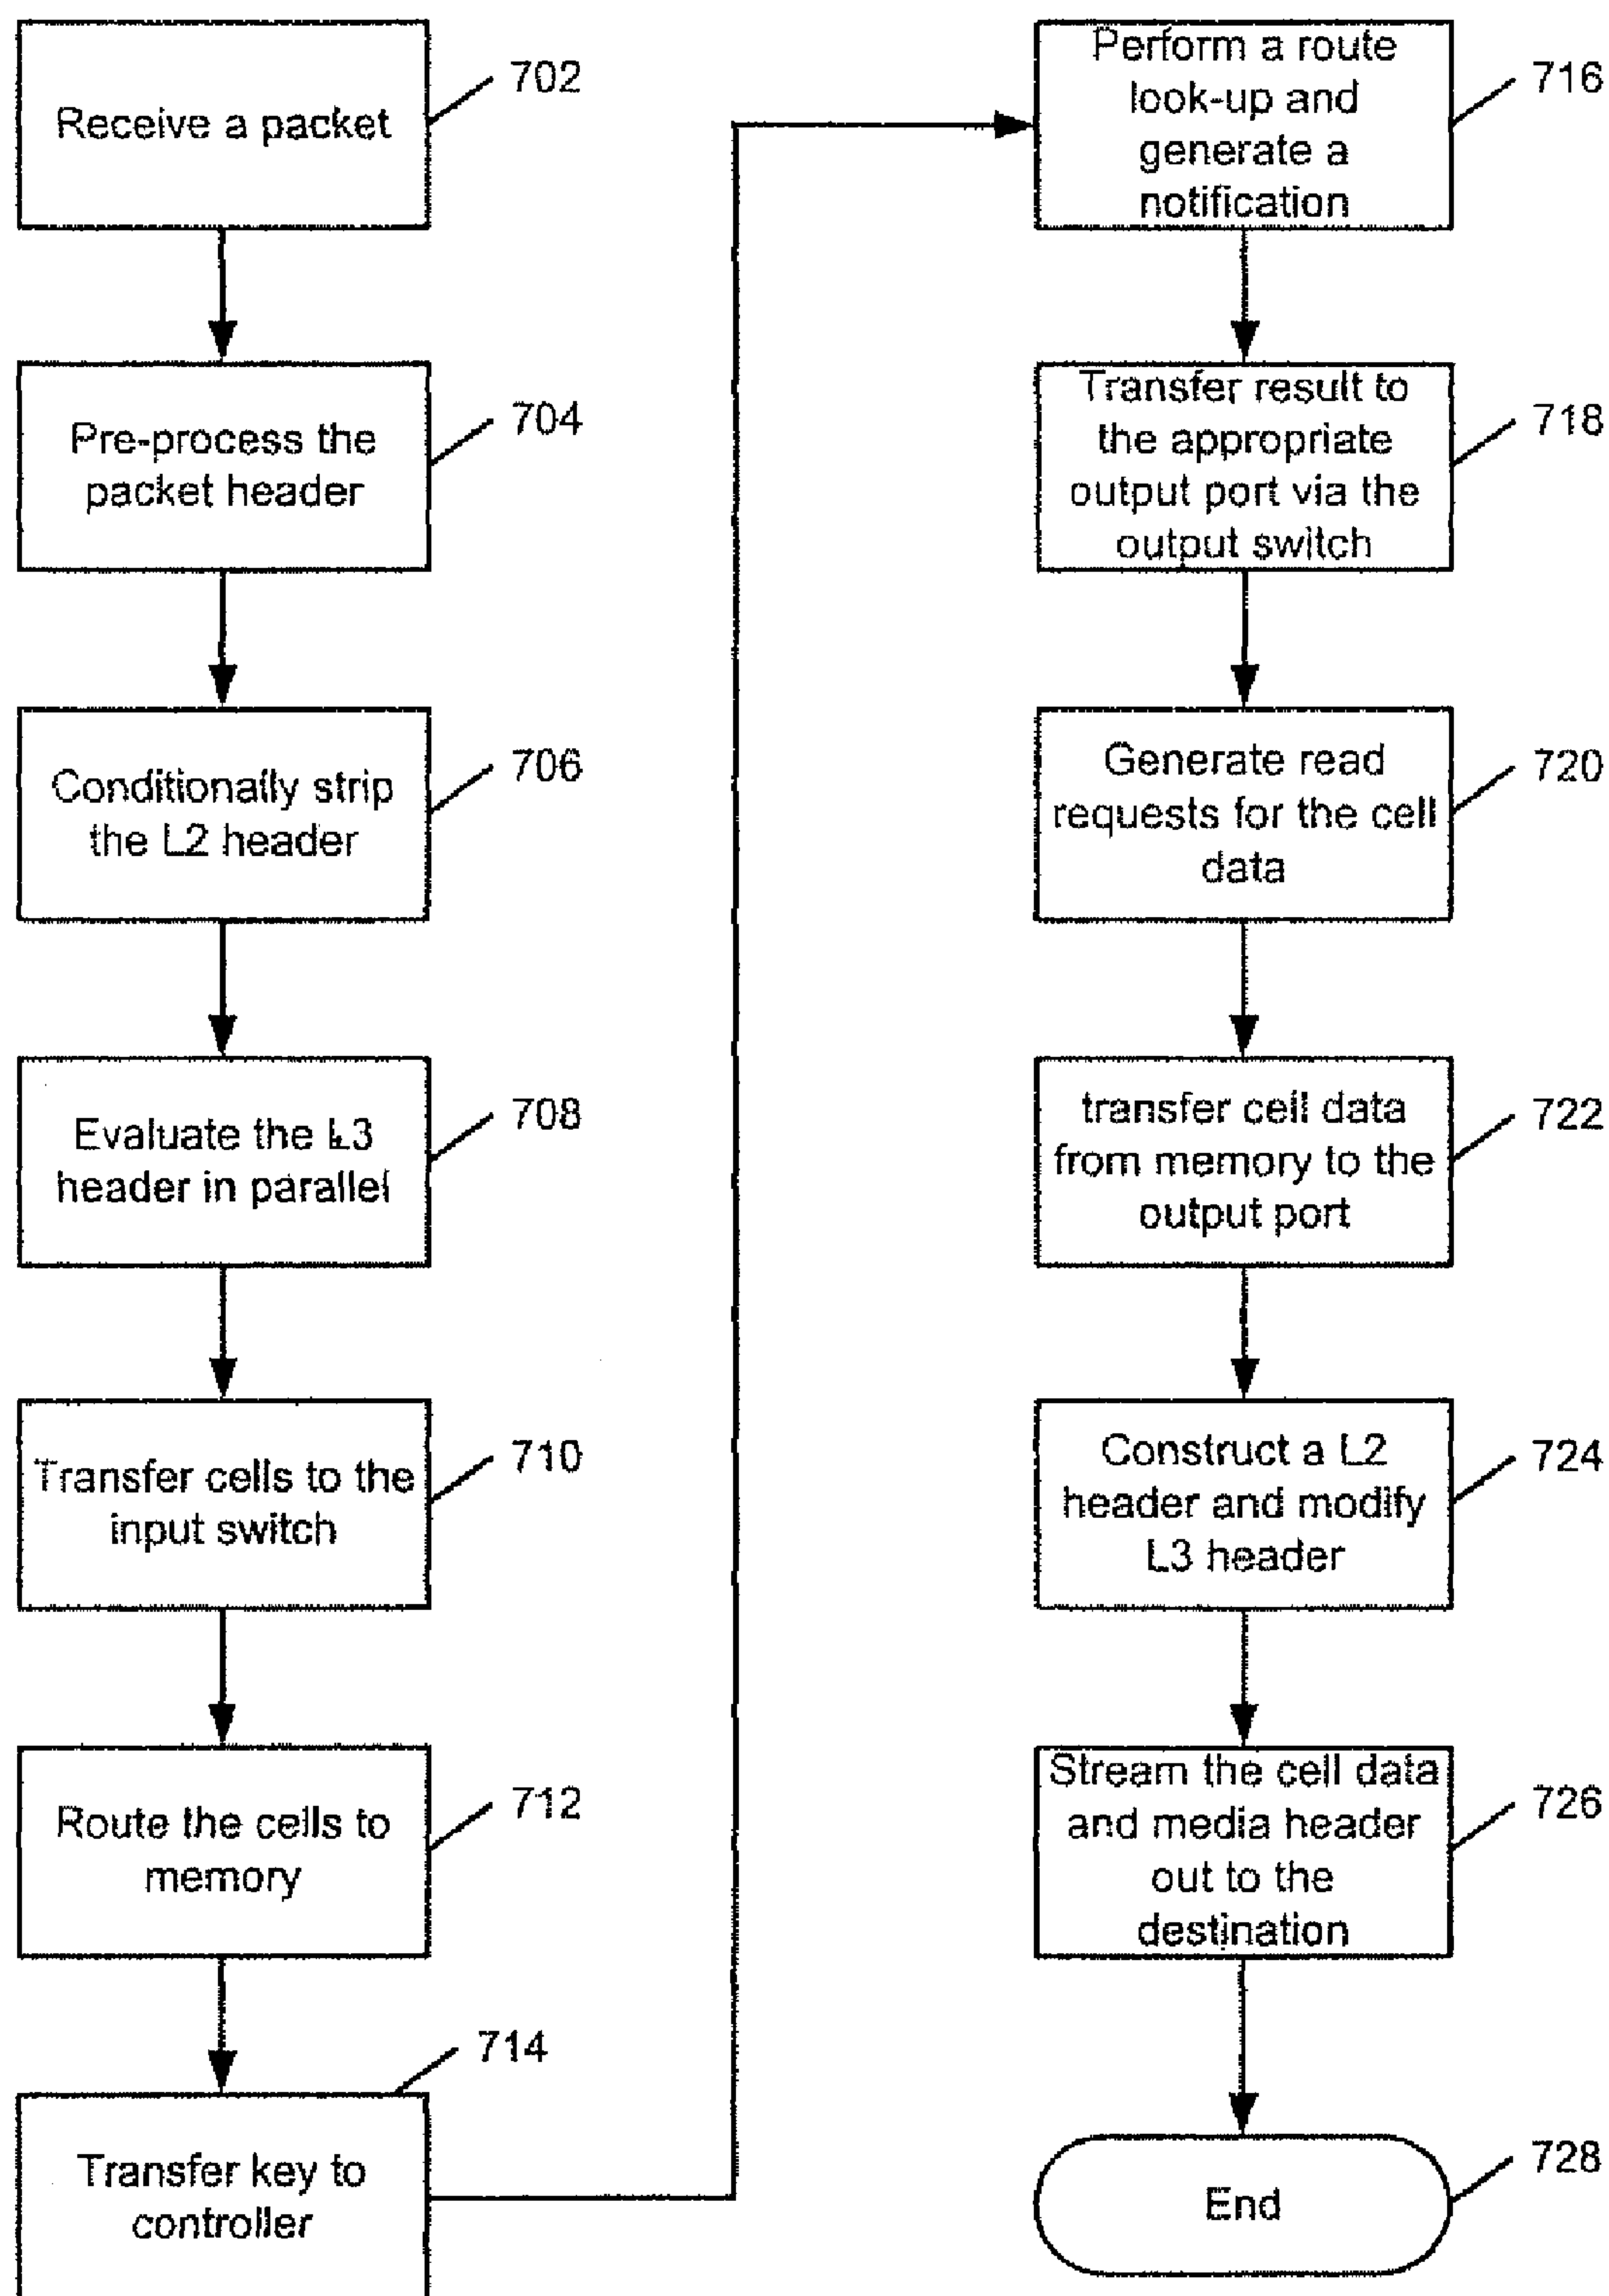 Receive a packet
702
Pre-process the
packet header
704
Conditionally strip
the L2 header
706
Evaluate the L3
header in parallel
708
Transfer cells to the
input switch
710
Route the cells to
memory
712
Transfer key to
controller
714
Perform a route
look-up and
generate a
notification
716
Transfer result to
the appropriate
output port via the
output switch
718
Generate read
requests for the cell
data
720
transfer cell data
from memory to the
output port
722
Construct a L2
header and modify
L3 header
724
Stream the cell data
and media header
out to the
destination
726
End
728